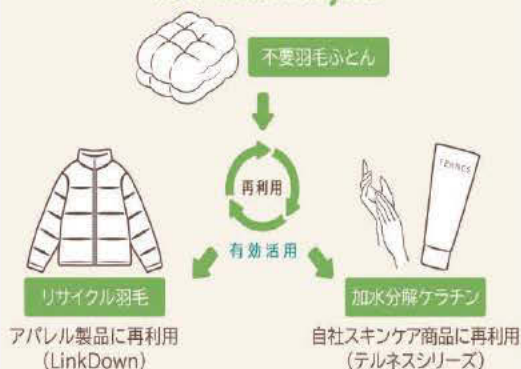 不要羽毛ふとん
再利用
有効活用
リサイクル羽毛
アパレル製品に再利用
(LinkDown)
加水分解ケラチン
自社スキンケア商品に再利用
(テルネスシリーズ)